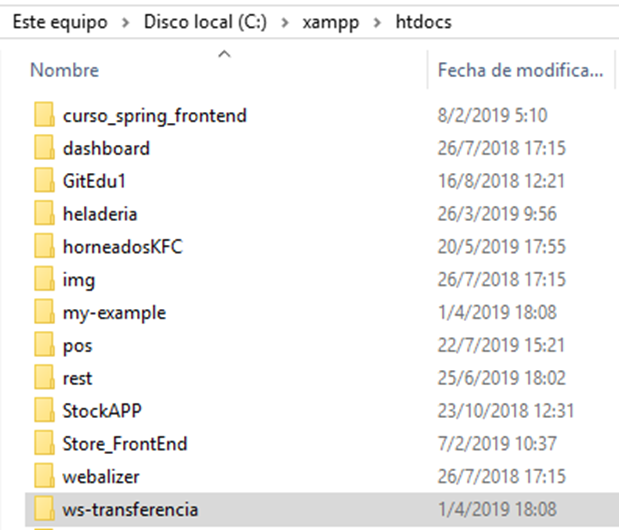 Este equipo > Disco local (C:) > xampp > htdocs
Nombre Fecha de modifica...
curso_spring_frontend 8/2/2019 5:10
dashboard 26/7/2018 17:15
GitEdu1 16/8/2018 12:21
heladeria 26/3/2019 9:56
horneadosKFC 20/5/2019 17:55
img 26/7/2018 17:15
my-example 1/4/2019 18:08
pos 22/7/2019 15:21
rest 25/6/2019 18:02
StockAPP 23/10/2018 12:31
Store_FrontEnd 7/2/2019 10:37
webalizer 26/7/2018 17:15
ws-transferencia 1/4/2019 18:08